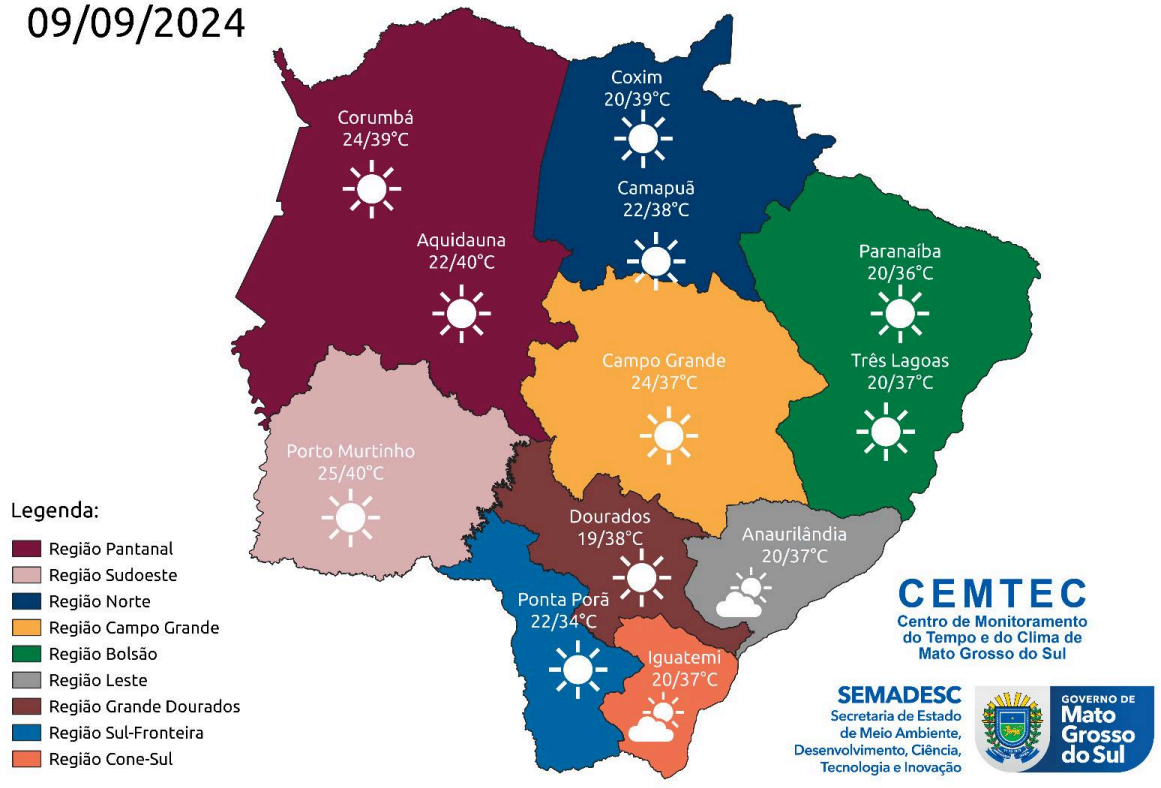 09/09/2024
Coxim
20/39°C
Corumbá
24/39°C
Camapuã
22/38°C
Aquidauna
22/40°C
Paranaíba
20/36°C
Campo Grande
24/37°C
Três Lagoas
20/37°C
Porto Murtinho
25/40°C
Dourados
19/38°C
Anaurilândia
20/37°C
Ponta Porã
22/34°C
Iguatemi
20/37°C
Legenda:
Região Pantanal
Região Sudoeste
Região Norte
Região Campo Grande
Região Bolsão
Região Leste
Região Grande Dourados
Região Sul-Fronteira
Região Cone-Sul
CEMTEC
Centro de Monitoramento
do Tempo e do Clima de
Mato Grosso do Sul
SEMADESC
Secretaria de Estado
de Meio Ambiente,
Desenvolvimento, Ciência,
Tecnologia e Inovação
GOVERNO DE
Mato
Grosso
do Sul